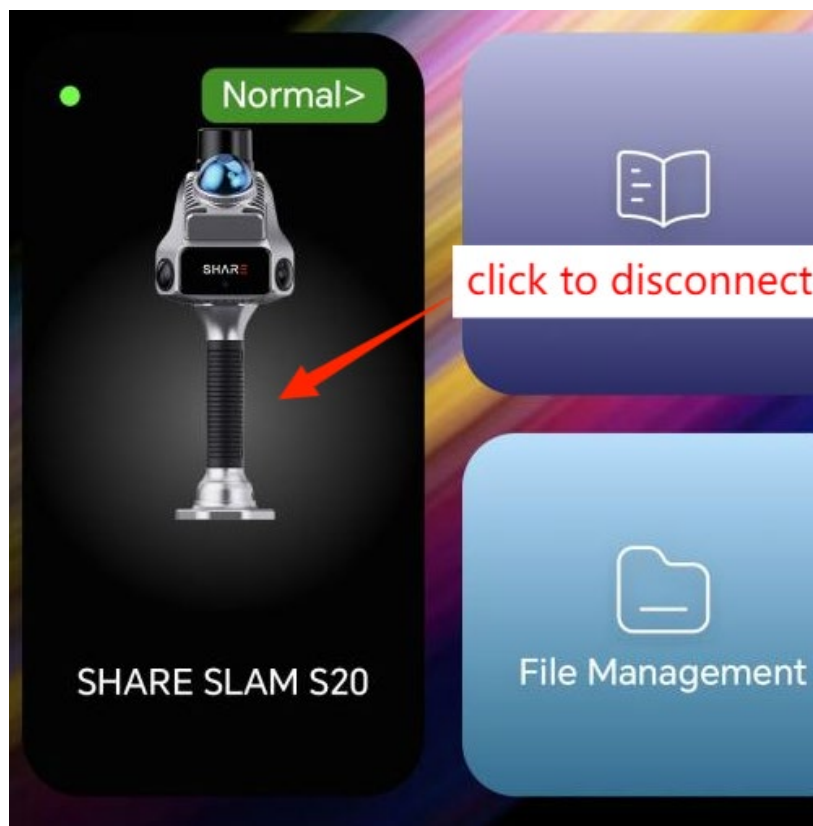 Normal>
SHARE
click to disconnect
SHARE SLAM S20
File Management